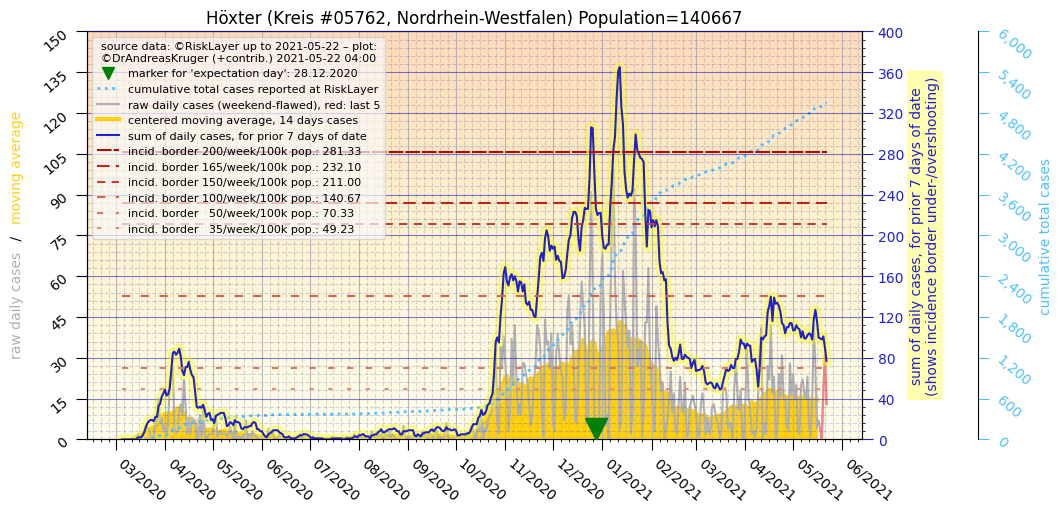 Höxter (Kreis #05762, Nordrhein-Westfalen) Population=140667
source data: ©RiskLayer up to 2021-05-22 – plot:
©DrAndreasKruger (+contrib.) 2021-05-22 04:00
marker for 'expectation day': 28.12.2020
cumulative total cases reported at RiskLayer
raw daily cases (weekend-flawed), red: last 5
centered moving average, 14 days cases
sum of daily cases, for prior 7 days of date
incid. border 200/week/100k pop.: 281.33
incid. border 165/week/100k pop.: 232.10
incid. border 150/week/100k pop.: 211.00
incid. border 100/week/100k pop.: 140.67
incid. border 50/week/100k pop.: 70.33
incid. border 35/week/100k pop.: 49.23
raw daily cases / moving average
150
135
120
105
90
75
60
45
30
15
0
03/2020
04/2020
05/2020
06/2020
07/2020
08/2020
09/2020
10/2020
11/2020
12/2020
01/2021
02/2021
03/2021
04/2021
05/2021
06/2021
400
360
320
280
240
200
160
120
80
40
0
sum of daily cases, for prior 7 days of date
(shows incidence border under-/overshooting)
6,000
5,400
4,800
4,200
3,600
3,000
2,400
1,800
1,200
600
0
cumulative total cases